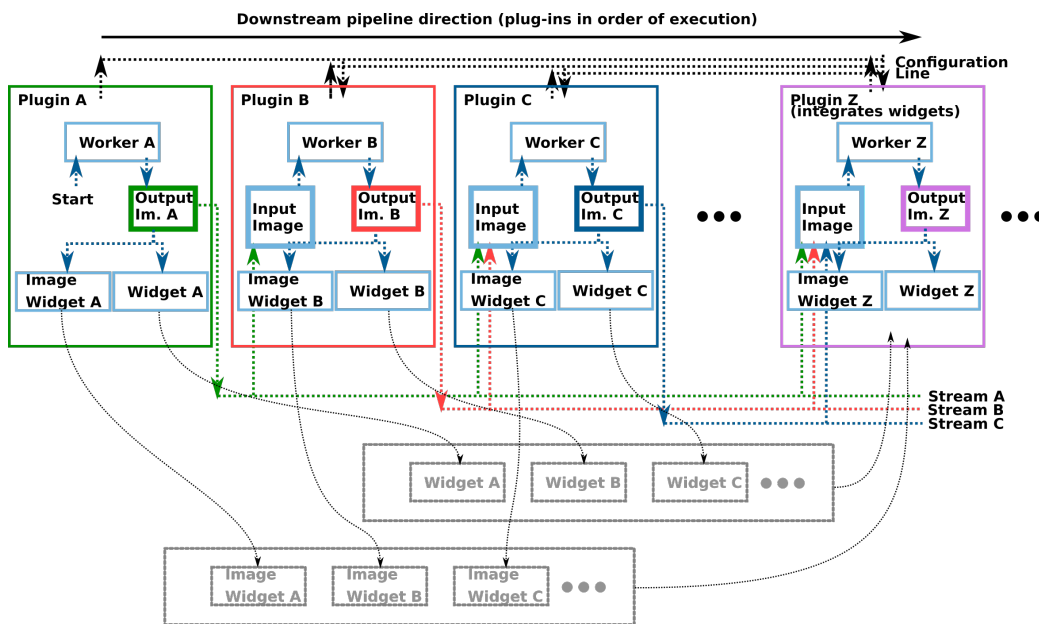 Downstream pipeline direction (plug-ins in order of execution)
Configuration
Line
Plugin A
Worker A
Start
Output
Im. A
Image
Widget A
Widget A
Plugin B
Worker B
Input
Image
Output
Im. B
Image
Widget B
Widget B
Plugin C
Worker C
Input
Image
Output
Im. C
Image
Widget C
Widget C
Plugin Z
(integrates widgets)
Worker Z
Input
Image
Output
Im. Z
Image
Widget Z
Widget Z
Stream A
Stream B
Stream C
Widget A
Widget B
Widget C
Image
Widget A
Image
Widget B
Image
Widget C